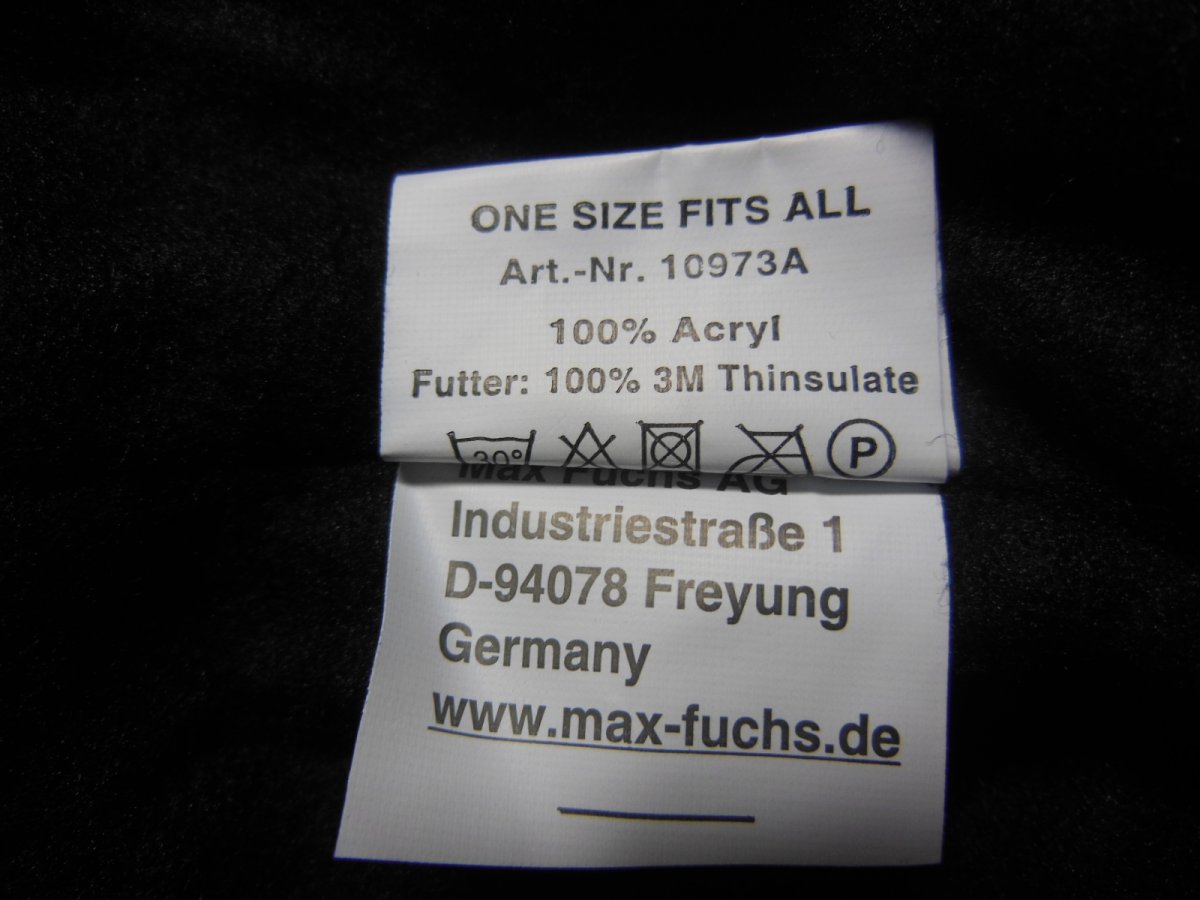 ONE SIZE FITS ALL
Art.-Nr. 10973A
100% Acryl
Futter: 100% 3M Thinsulate
30° P
Max Fuchs AG
Industriestraße 1
D-94078 Freyung
Germany
www.max-fuchs.de